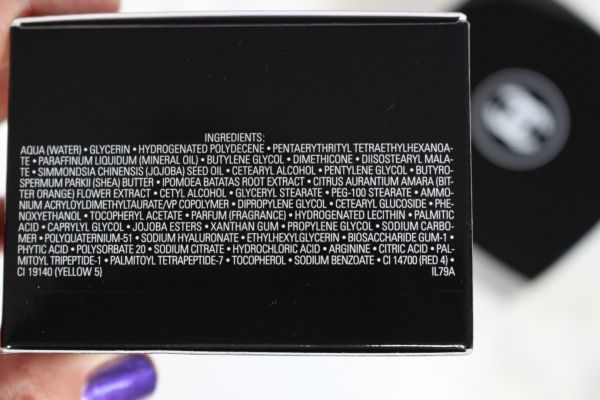 INGREDIENTS:
AQUA (WATER) • GLYCERIN • HYDROGENATED POLYDECENE • PENTAERYTHRITYL TETRAETHYLHEXANOA-
TE • PARAFFINUM LIQUIDUM (MINERAL OIL) • BUTYLENE GLYCOL • DIMETHICONE • DIISOSTEARYL MALA-
TE • SIMMONDSIA CHINENSIS (JOJOBA) SEED OIL • CETEARYL ALCOHOL • PENTYLENE GLYCOL • BUTYRO-
SPERMUM PARKII (SHEA) BUTTER • IPOMOEA BATATAS ROOT EXTRACT • CITRUS AURANTIUM AMARA (BIT-
TER ORANGE) FLOWER EXTRACT • CETYL ALCOHOL • GLYCERYL STEARATE • PEG-100 STEARATE • AMMO-
NIUM ACRYLOYLDIMETHYLTAURATE/VP COPOLYMER • DIPROPYLENE GLYCOL • CETEARYL GLUCOSIDE • PHE-
NOXYETHANOL • TOCOPHERYL ACETATE • PARFUM (FRAGRANCE) • HYDROGENATED LECITHIN • PALMITIC
ACID • CAPRYLYL GLYCOL • JOJOBA ESTERS • XANTHAN GUM • PROPYLENE GLYCOL • SODIUM CARBO-
MER • POLYQUATERNIUM-51 • SODIUM HYALURONATE • ETHYLHEXYLGLYCERIN • BIOSACCHARIDE GUM-1 •
PHYTIC ACID • POLYSORBATE 20 • SODIUM CITRATE • HYDROCHLORIC ACID • ARGININE • CITRIC ACID • PAL-
MITOYL TRIPEPTIDE-1 • PALMITOYL TETRAPEPTIDE-7 • TOCOPHEROL • SODIUM BENZOATE • CI 14700 (RED 4) •
CI 19140 (YELLOW 5) IL79A